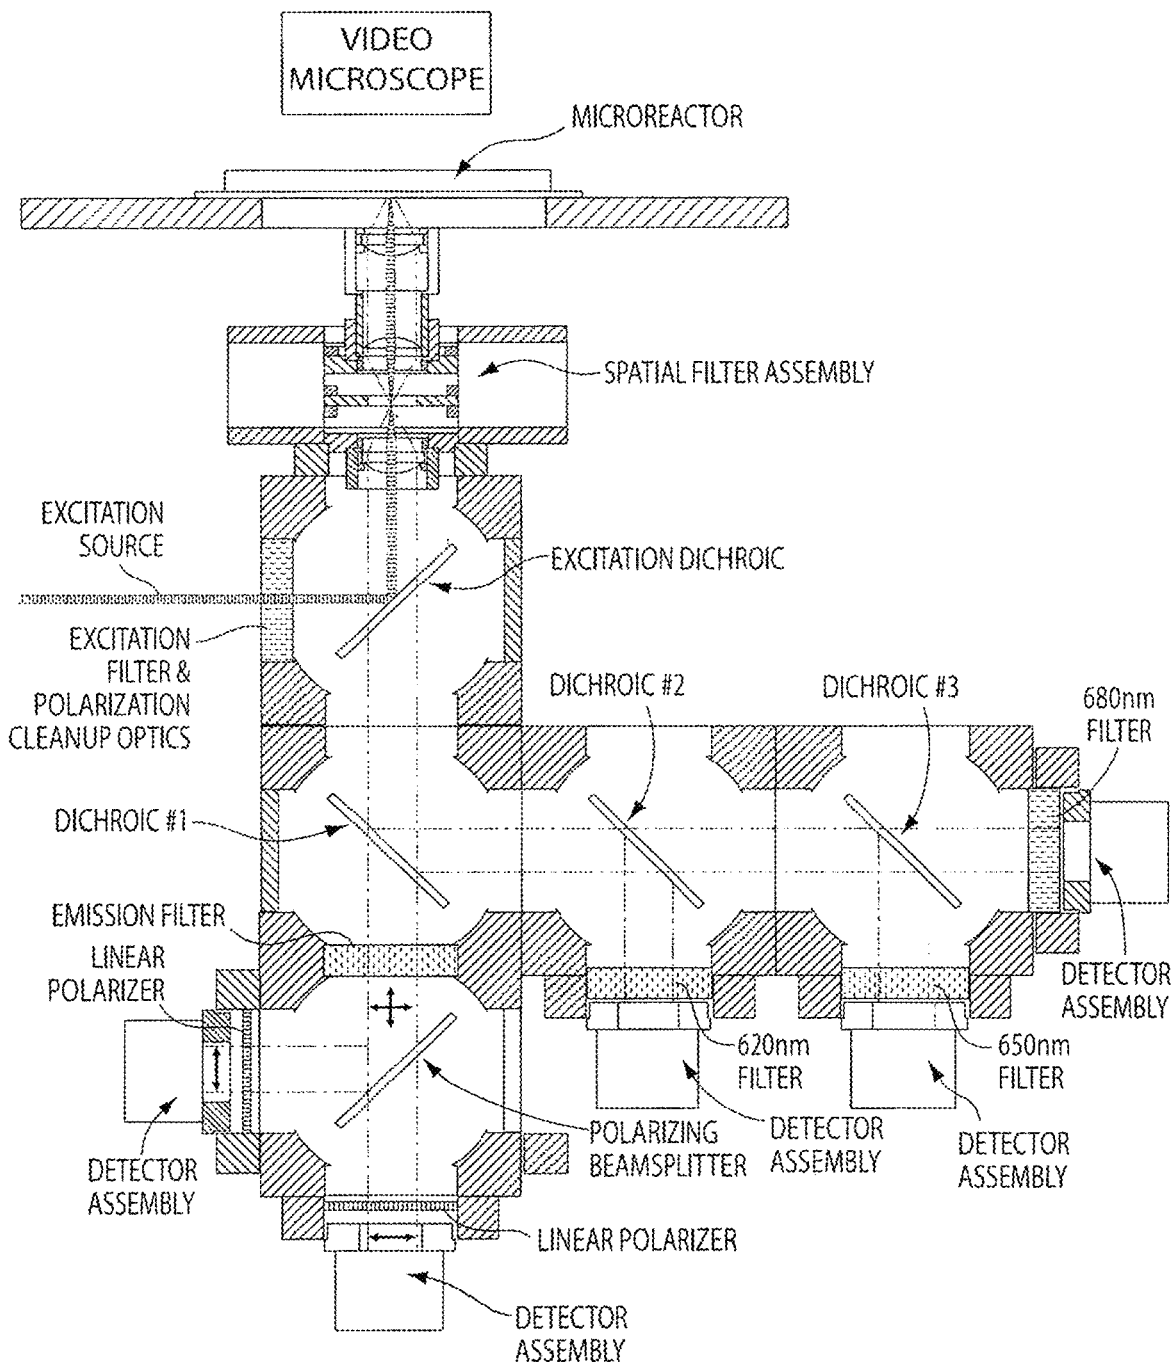 VIDEO
MICROSCOPE
MICROREACTOR
SPATIAL FILTER ASSEMBLY
EXCITATION
SOURCE
EXCITATION DICHROIC
EXCITATION
FILTER &
POLARIZATION
CLEANUP OPTICS
DICHROIC #2
DICHROIC #3
680nm
FILTER
DICHROIC #1
EMISSION FILTER
LINEAR
POLARIZER
DETECTOR
ASSEMBLY
620nm
FILTER
650nm
FILTER
POLARIZING
BEAMSPLITTER
DETECTOR
ASSEMBLY
DETECTOR
ASSEMBLY
DETECTOR
ASSEMBLY
LINEAR POLARIZER
DETECTOR
ASSEMBLY